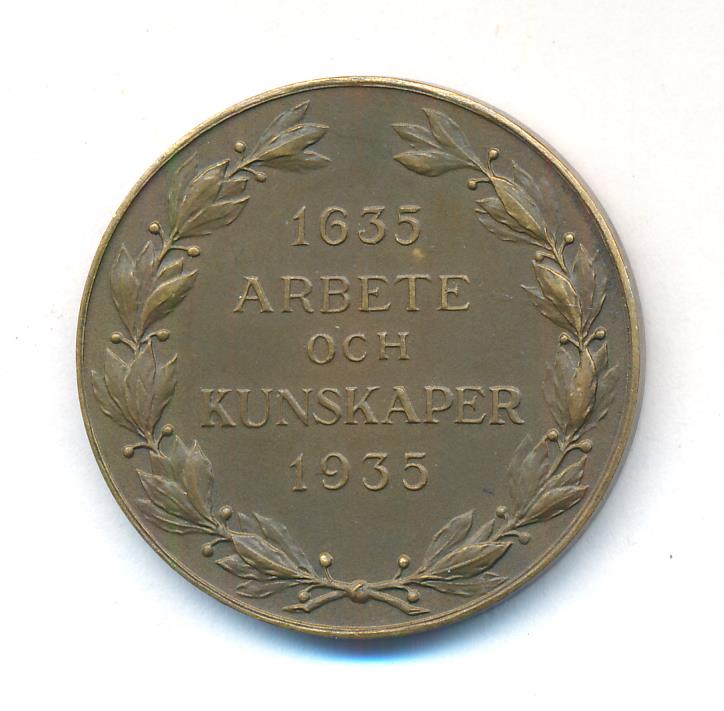 1635
ARBETE
OCH
KUNSKAPER
1935